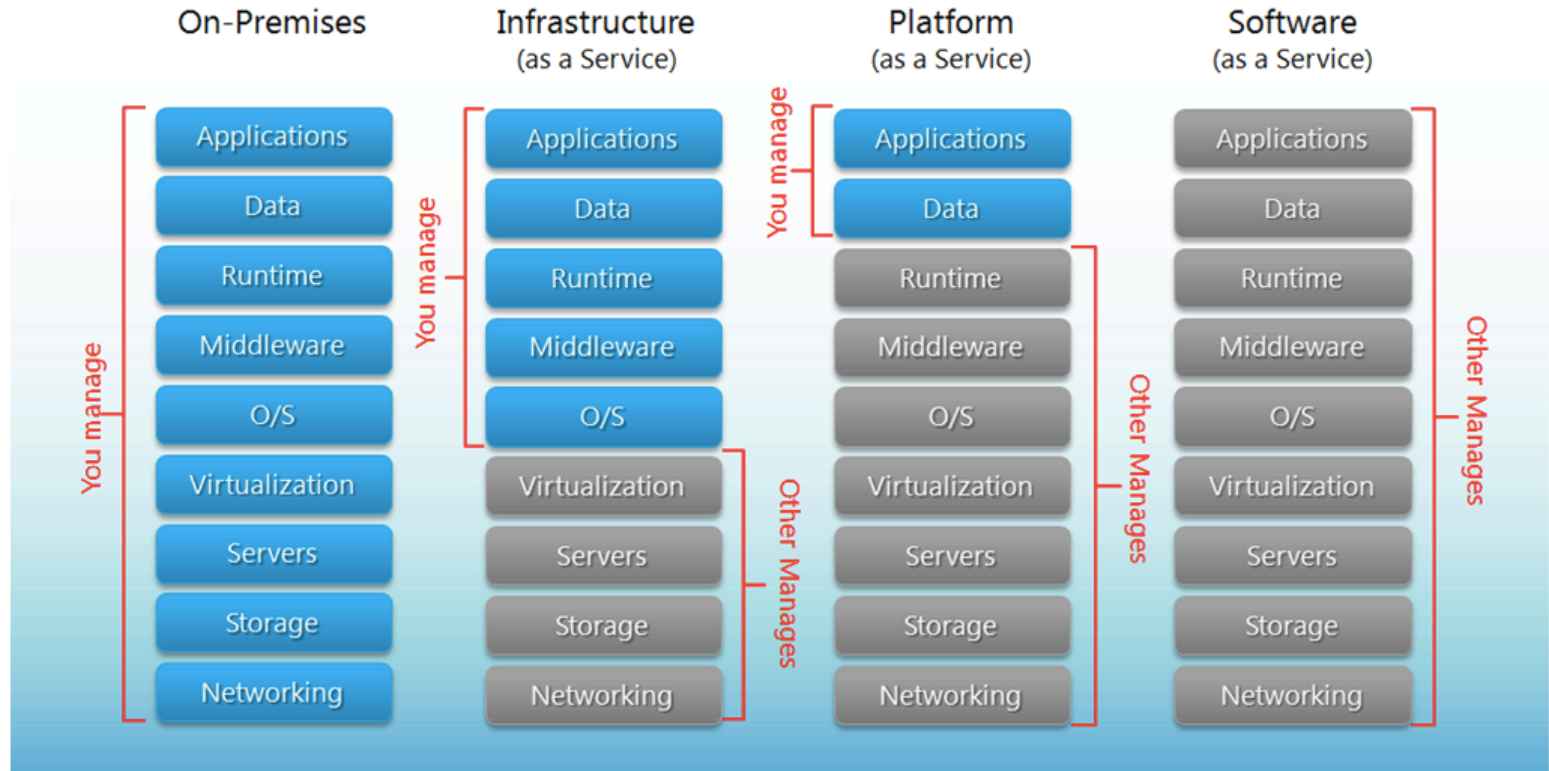 On-Premises
You manage
Applications
Data
Runtime
Middleware
O/S
Virtualization
Servers
Storage
Networking
Infrastructure
(as a Service)
You manage
Applications
Data
Runtime
Middleware
O/S
Virtualization
Servers
Storage
Networking
Other Manages
Platform
(as a Service)
You manage
Applications
Data
Runtime
Middleware
O/S
Virtualization
Servers
Storage
Networking
Other Manages
Software
(as a Service)
Applications
Data
Runtime
Middleware
O/S
Virtualization
Servers
Storage
Networking
Other Manages